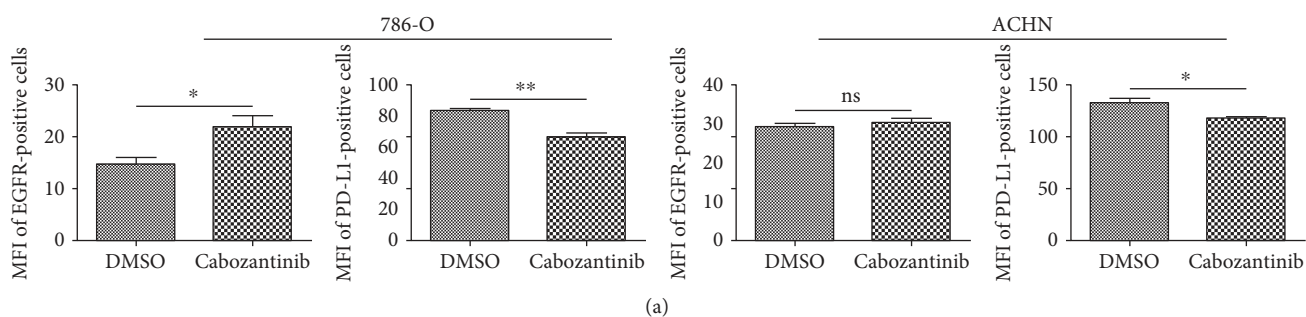 786-O
MFI of EGFR-positive cells
30
20
10
0
*
DMSO
Cabozantinib
MFI of PD-L1-positive cells
100
80
60
40
20
0
**
DMSO
Cabozantinib
ACHN
MFI of EGFR-positive cells
40
30
20
10
0
ns
DMSO
Cabozantinib
MFI of PD-L1-positive cells
150
100
50
0
*
DMSO
Cabozantinib
(a)